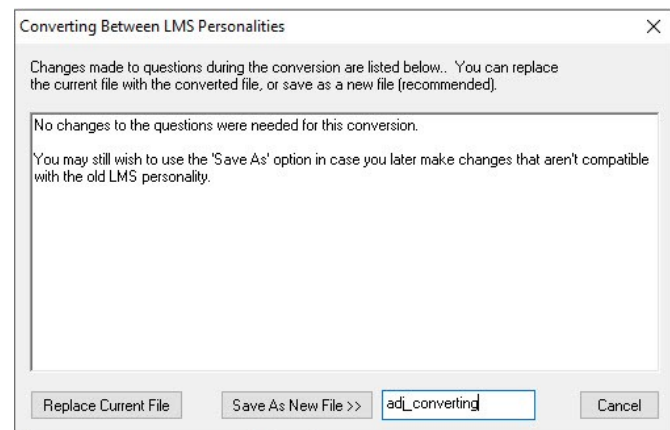 Converting Between LMS Personalities
Changes made to questions during the conversion are listed below.. You can replace
the current file with the converted file, or save as a new file (recommended).
No changes to the questions were needed for this conversion.
You may still wish to use the 'Save As' option in case you later make changes that aren't compatible
with the old LMS personality.
Replace Current File
Save As New File >>
adj_converting
Cancel